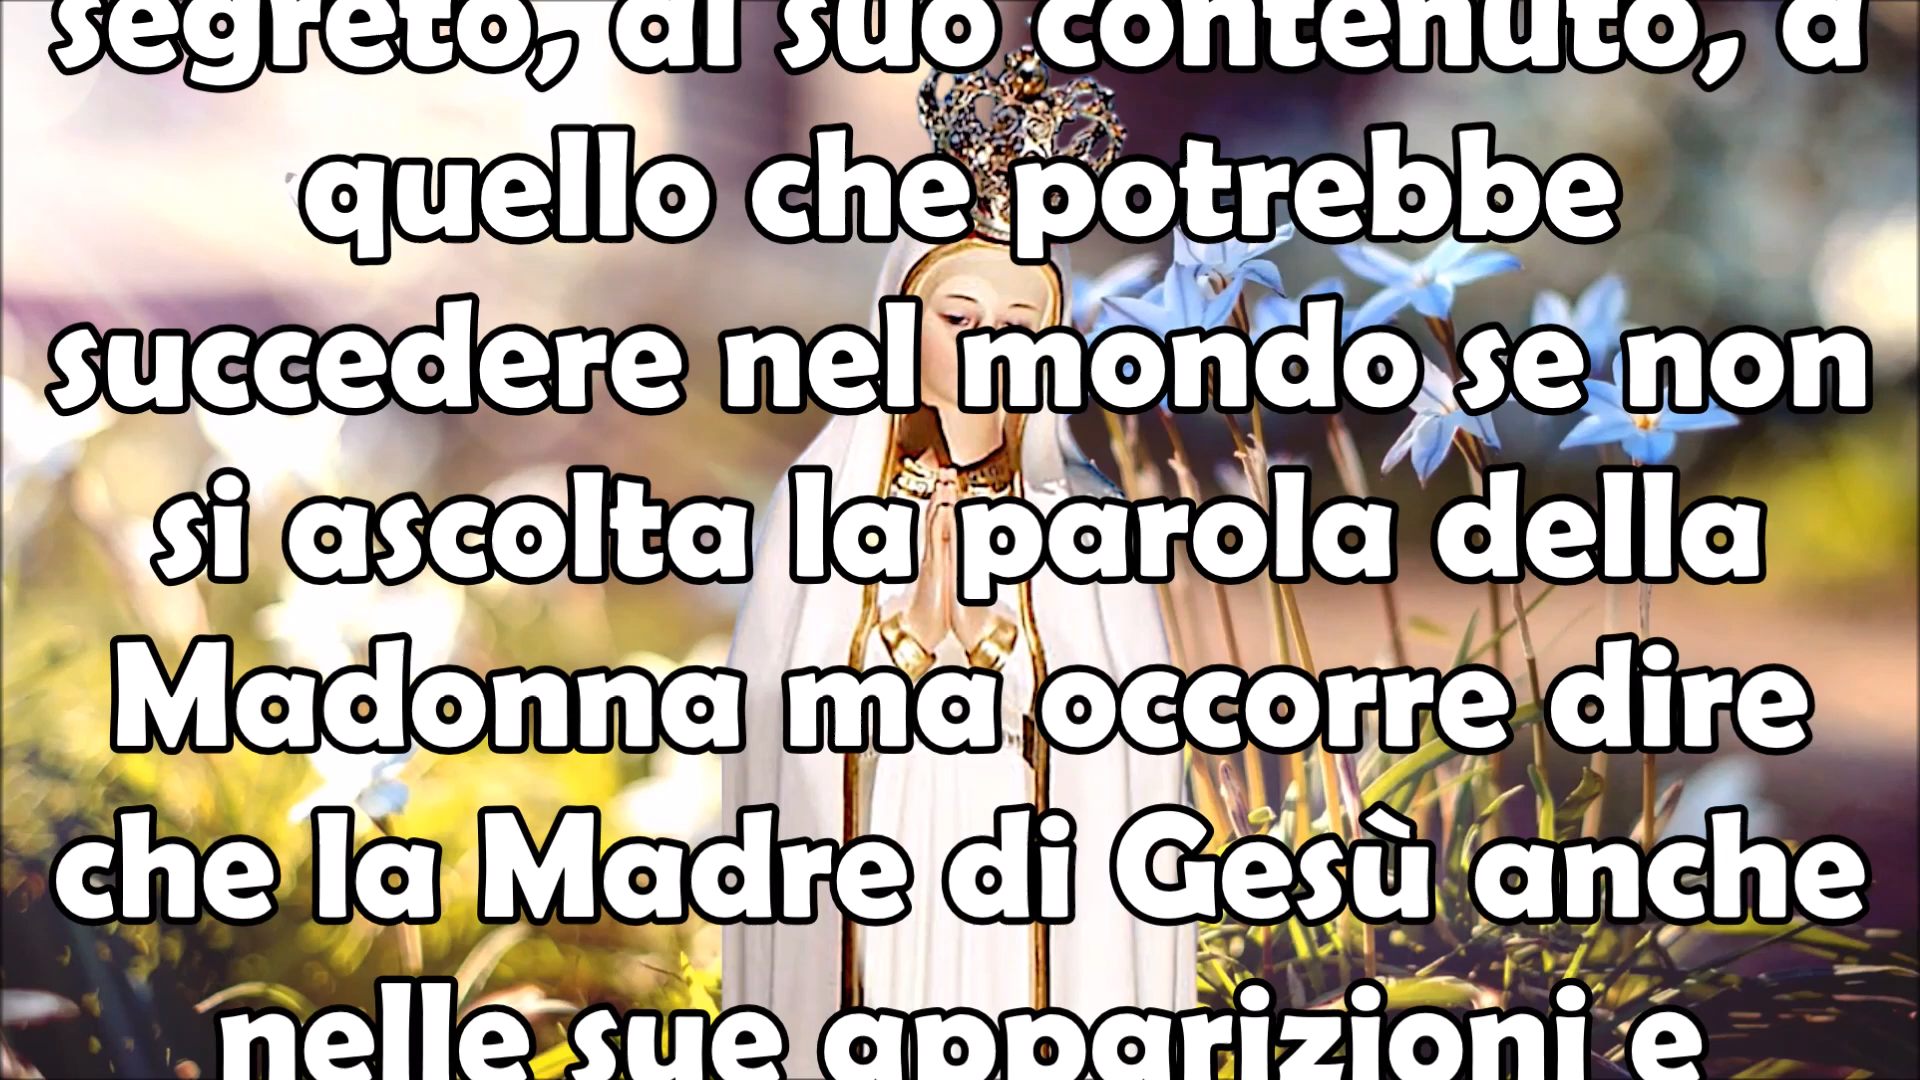 segreto, al suo contenuto, a
quello che potrebbe
succedere nel mondo se non
si ascolta la parola della
Madonna ma occorre dire
che la Madre di Gesù anche
nelle sue apparizioni e